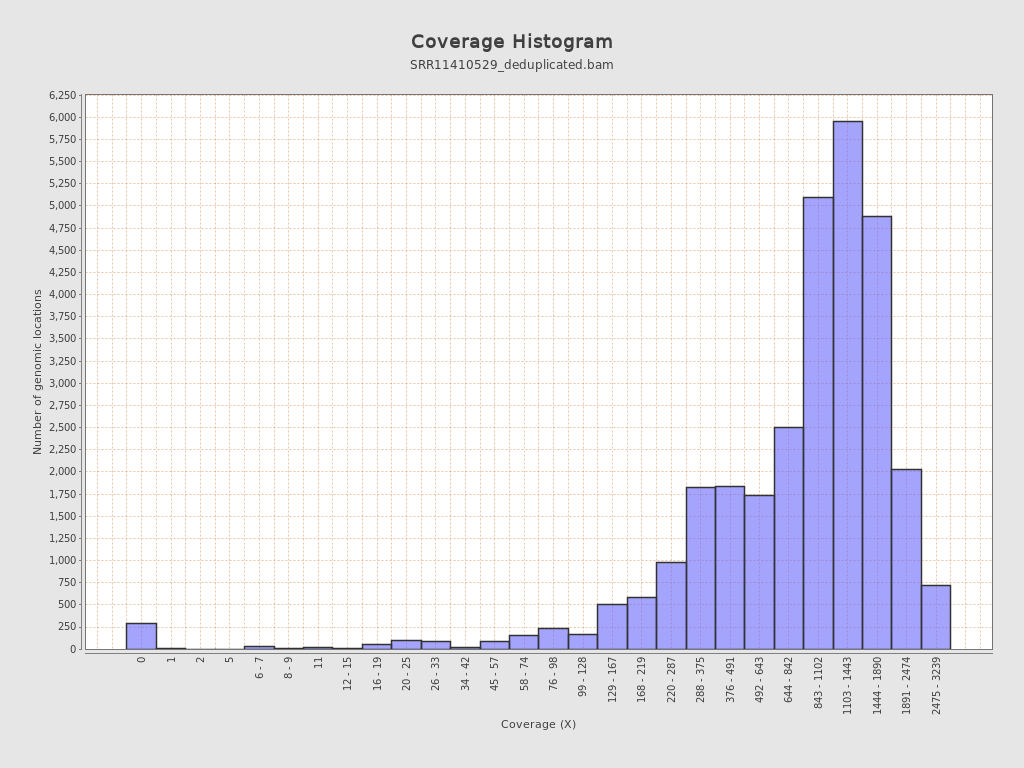 Coverage Histogram
SRR11410529_deduplicated.bam
Number of genomic locations
6,250
6,000
5,750
5,500
5,250
5,000
4,750
4,500
4,250
4,000
3,750
3,500
3,250
3,000
2,750
2,500
2,250
2,000
1,750
1,500
1,250
1,000
750
500
250
0
0
1
2
5
6 - 7
8 - 9
11
12 - 15
16 - 19
20 - 25
26 - 33
34 - 42
45 - 57
58 - 74
76 - 98
99 - 128
129 - 167
168 - 219
220 - 287
288 - 375
376 - 491
492 - 643
644 - 842
843 - 1102
1103 - 1443
1444 - 1890
1891 - 2474
2475 - 3239
Coverage (X)